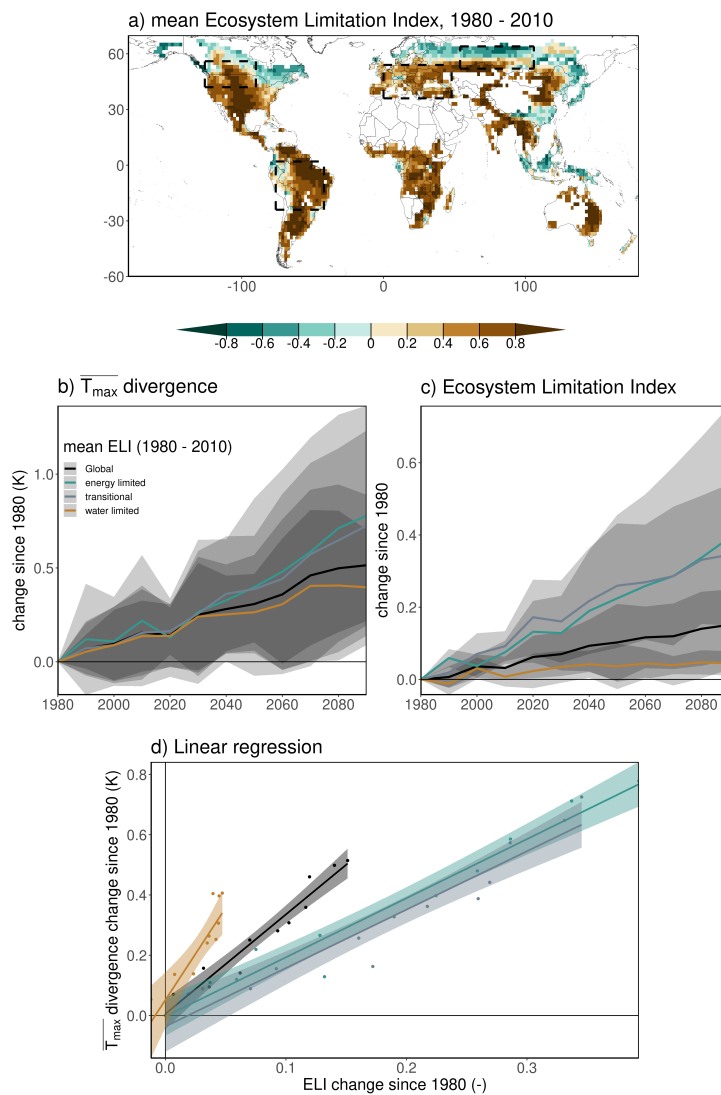 a) mean Ecosystem Limitation Index, 1980 - 2010
60
30
0
-30
-60
-100 0 100
-0.8 -0.6 -0.4 -0.2 0 0.2 0.4 0.6 0.8
b) Tmax divergence
change since 1980 (K)
mean ELI (1980 - 2010)
Global
energy limited
transitional
water limited
1.0
0.5
0.0
1980 2000 2020 2040 2060 2080
c) Ecosystem Limitation Index
change since 1980
0.6
0.4
0.2
0.0
1980 2000 2020 2040 2060 2080
d) Linear regression
Tmax divergence change since 1980 (K)
0.8
0.6
0.4
0.2
0.0
0.0 0.1 0.2 0.3
ELI change since 1980 (-)